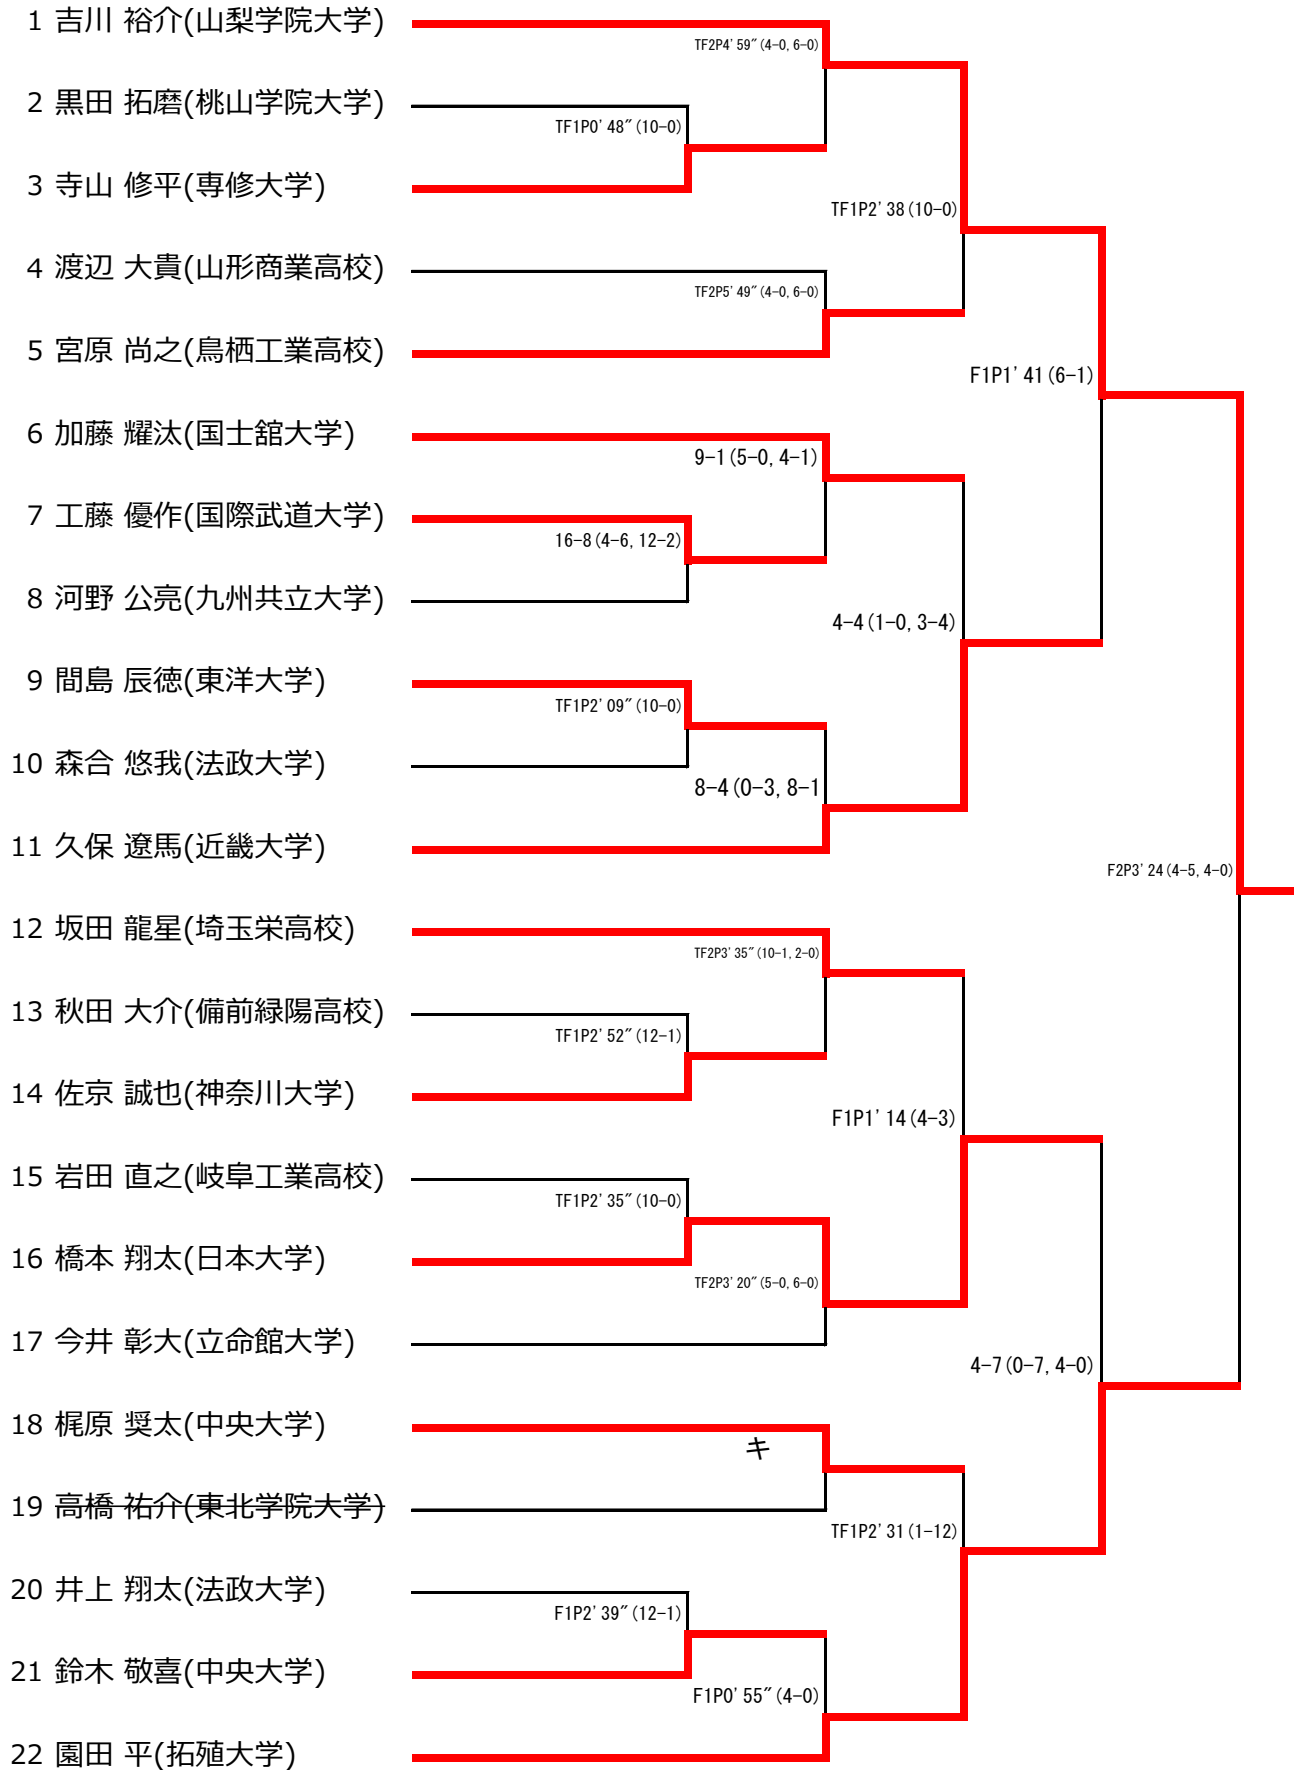 1 吉川 裕介(山梨学院大学)
TF2P4'59″(4-0,6-0)
2 黒田 拓磨(桃山学院大学)
TF1P0'48″(10-0)
3 寺山 修平(専修大学)
TF1P2'38(10-0)
4 渡辺 大貴(山形商業高校)
TF2P5'49″(4-0,6-0)
5 宮原 尚之(鳥栖工業高校)
F1P1'41(6-1)
6 加藤 耀汰(国士舘大学)
9-1(5-0,4-1)
7 工藤 優作(国際武道大学)
16-8(4-6,12-2)
8 河野 公亮(九州共立大学)
4-4(1-0,3-4)
9 間島 辰徳(東洋大学)
TF1P2'09″(10-0)
10 森合 悠我(法政大学)
8-4(0-3,8-1
11 久保 遼馬(近畿大学)
F2P3'24(4-5,4-0)
12 坂田 龍星(埼玉栄高校)
TF2P3'35″(10-1,2-0)
13 秋田 大介(備前緑陽高校)
TF1P2'52″(12-1)
14 佐京 誠也(神奈川大学)
F1P1'14(4-3)
15 岩田 直之(岐阜工業高校)
TF1P2'35″(10-0)
16 橋本 翔太(日本大学)
TF2P3'20″(5-0,6-0)
17 今井 彰大(立命館大学)
4-7(0-7,4-0)
18 梶原 奨太(中央大学)
キ
19 高橋 祐介(東北学院大学)
TF1P2'31(1-12)
20 井上 翔太(法政大学)
F1P2'39″(12-1)
21 鈴木 敬喜(中央大学)
F1P0'55″(4-0)
22 園田 平(拓殖大学)